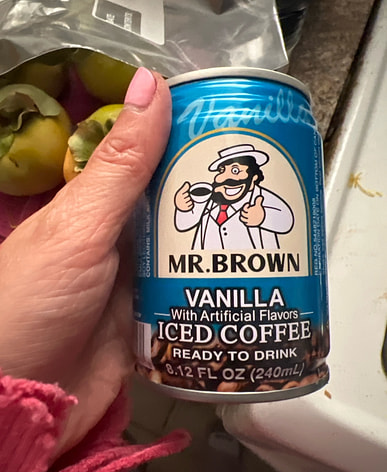 Vanilla
MR.BROWN
VANILLA
With Artificial Flavors
ICED COFFEE
READY TO DRINK
8.12 FL OZ (240mL)